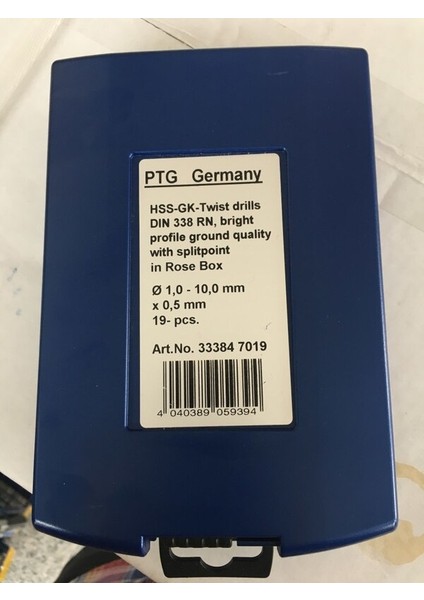 PTG Germany
HSS-GK-Twist drills
DIN 338 RN, bright
profile ground quality
with splitpoint
in Rose Box
Ø 1,0 - 10,0 mm
x 0,5 mm
19- pcs.
Art.No. 33384 7019
4 040389 059394